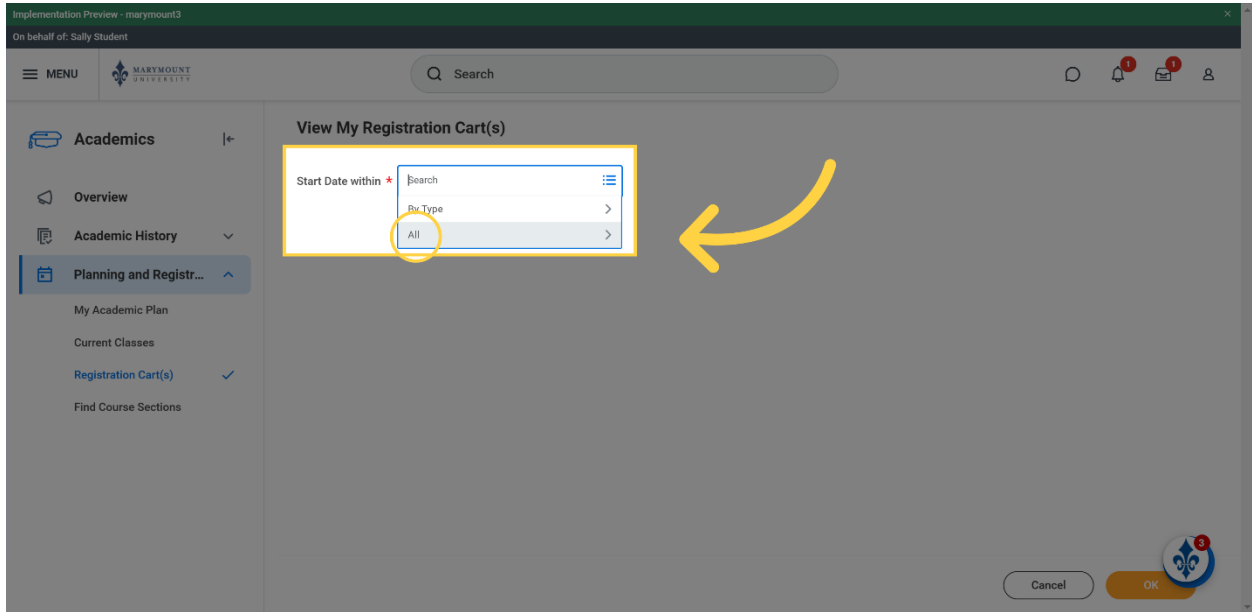 Implementation Preview - marymount3
On behalf of: Sally Student
MENU
MARYMOUNT
UNIVERSITY
Search
1
1
Academics
Overview
Academic History
Planning and Registr...
My Academic Plan
Current Classes
Registration Cart(s)
Find Course Sections
View My Registration Cart(s)
Start Date within *
Search
By Type
All
3
Cancel
OK